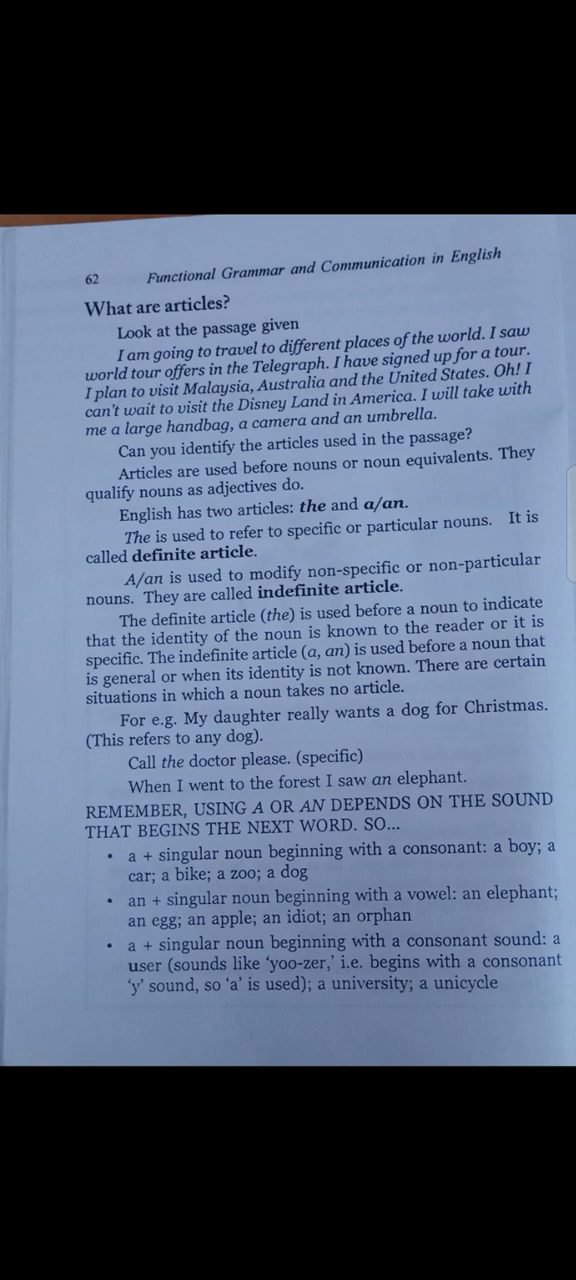 62 Functional Grammar and Communication in English
What are articles?
Look at the passage given
I am going to travel to different places of the world. I saw
world tour offers in the Telegraph. I have signed up for a tour.
I plan to visit Malaysia, Australia and the United States. Oh! I
can't wait to visit the Disney Land in America. I will take with
me a large handbag, a camera and an umbrella.
Can you identify the articles used in the passage?
Articles are used before nouns or noun equivalents. They
qualify nouns as adjectives do.
English has two articles: the and a/an.
The is used to refer to specific or particular nouns. It is
called definite article.
A/an is used to modify non-specific or non-particular
nouns. They are called indefinite article.
The definite article (the) is used before a noun to indicate
that the identity of the noun is known to the reader or it is
specific. The indefinite article (a, an) is used before a noun that
is general or when its identity is not known. There are certain
situations in which a noun takes no article.
For e.g. My daughter really wants a dog for Christmas.
(This refers to any dog).
Call the doctor please. (specific)
When I went to the forest I saw an elephant.
REMEMBER, USING A OR AN DEPENDS ON THE SOUND
THAT BEGINS THE NEXT WORD. SO...
• a + singular noun beginning with a consonant: a boy; a
car; a bike; a zoo; a dog
• an + singular noun beginning with a vowel: an elephant;
an egg; an apple; an idiot; an orphan
• a + singular noun beginning with a consonant sound: a
user (sounds like 'yoo-zer,' i.e. begins with a consonant
'y' sound, so 'a' is used); a university; a unicycle